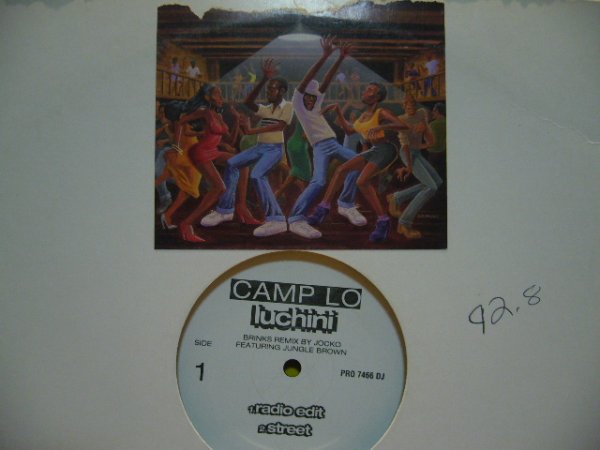 CAMP LO
luchini
BRINKS REMIX BY JOCKO
FEATURING JUNGLE BROWN
SIDE
1
PRO 7466 DJ
1. radio edit
2. street
92.8